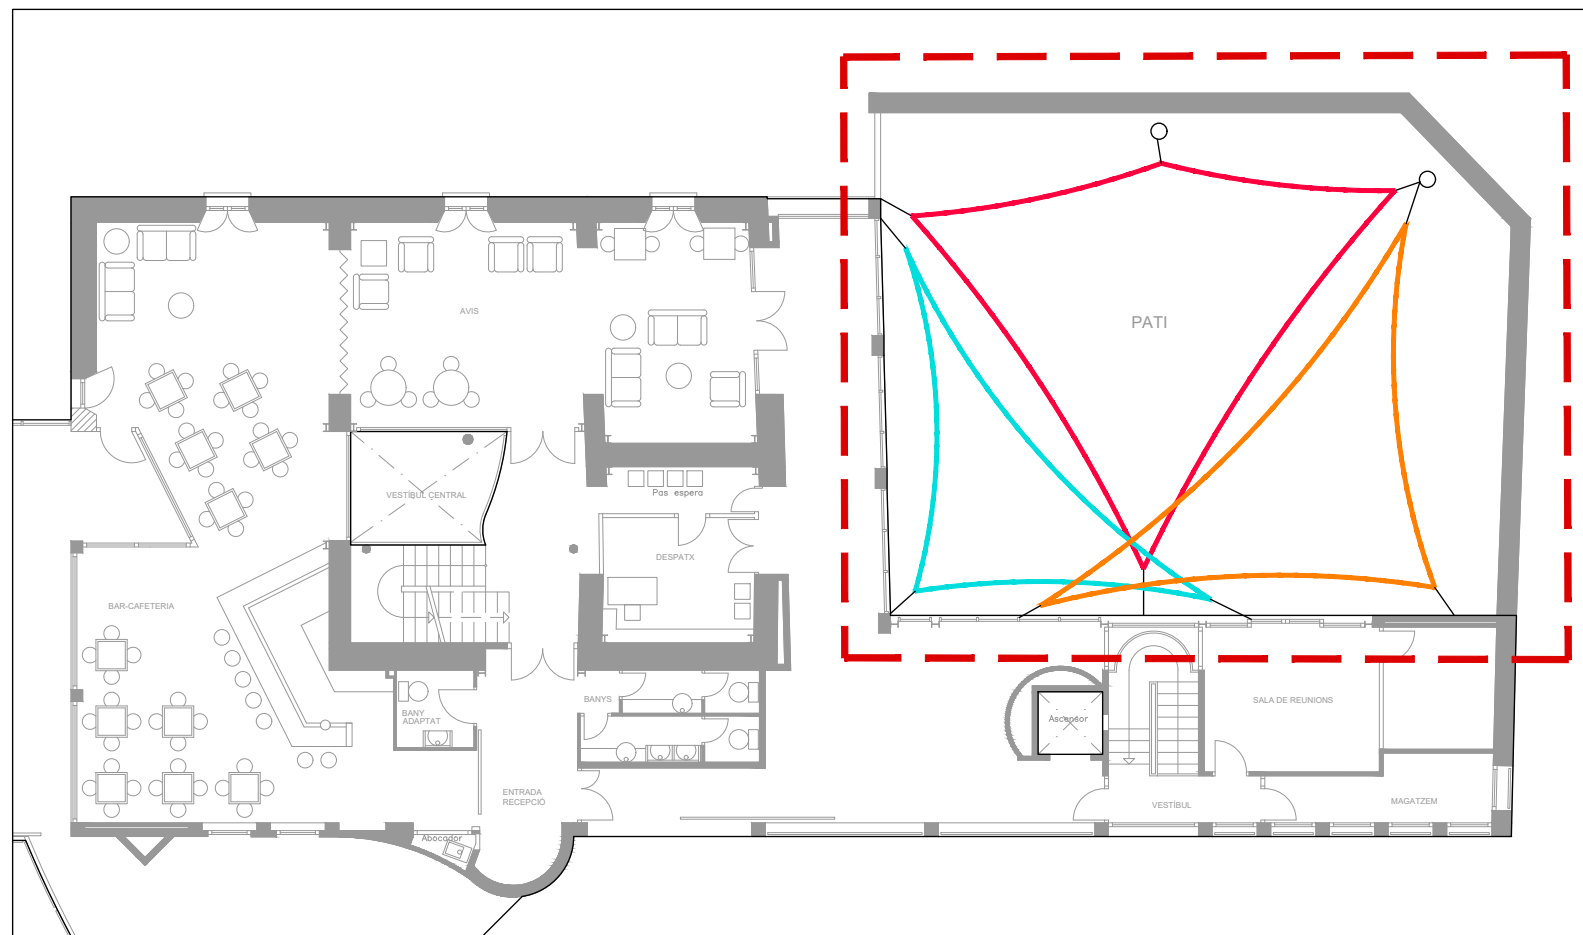 AVIS
PATI
VESTÍBUL CENTRAL
Pas espera
DESPATX
BAR-CAFETERIA
BANY
ADAPTAT
BANYS
SALA DE REUNIONS
Ascensor
ENTRADA
RECEPCIÓ
VESTÍBUL
MAGATZEM
Abocador